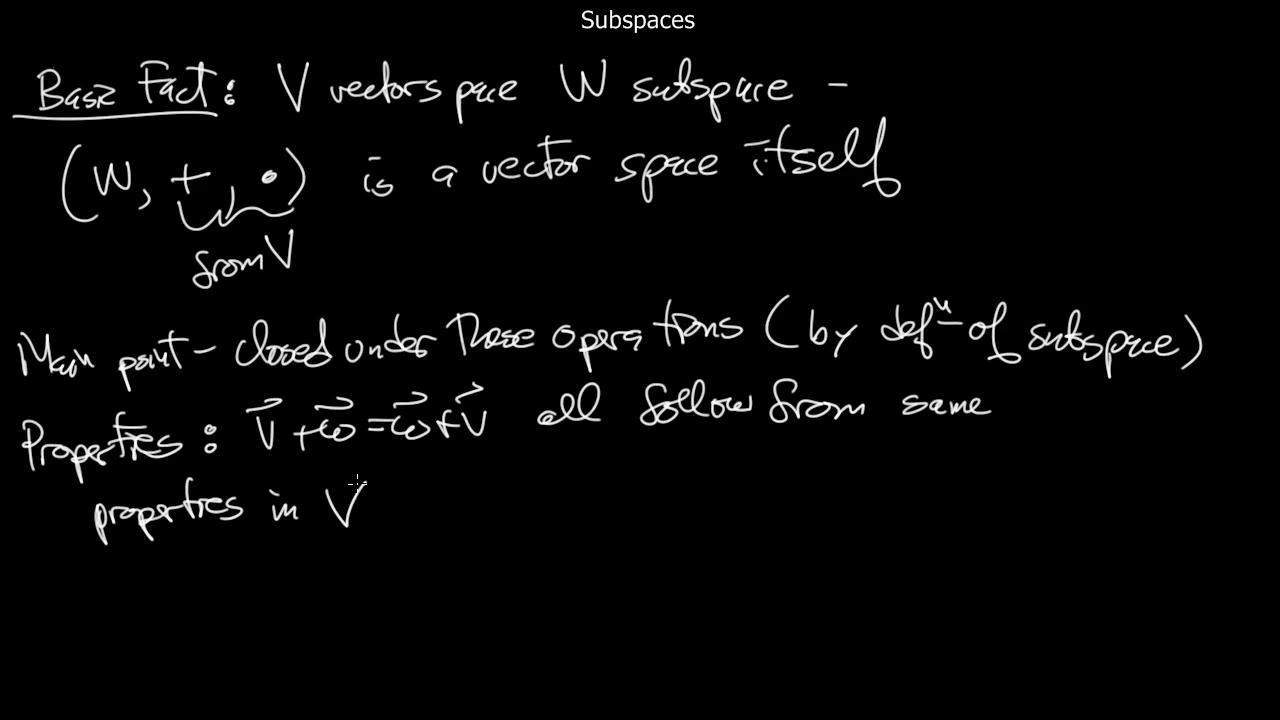 Subspaces
Basic Fact: V vectorspace W subspace -
(W, +, •) is a vector space itself
from V
Main point - closed under these operations (by defⁿ of subspace)
Properties: v⃗ + w⃗ = w⃗ + v⃗ all follow from same
properties in V